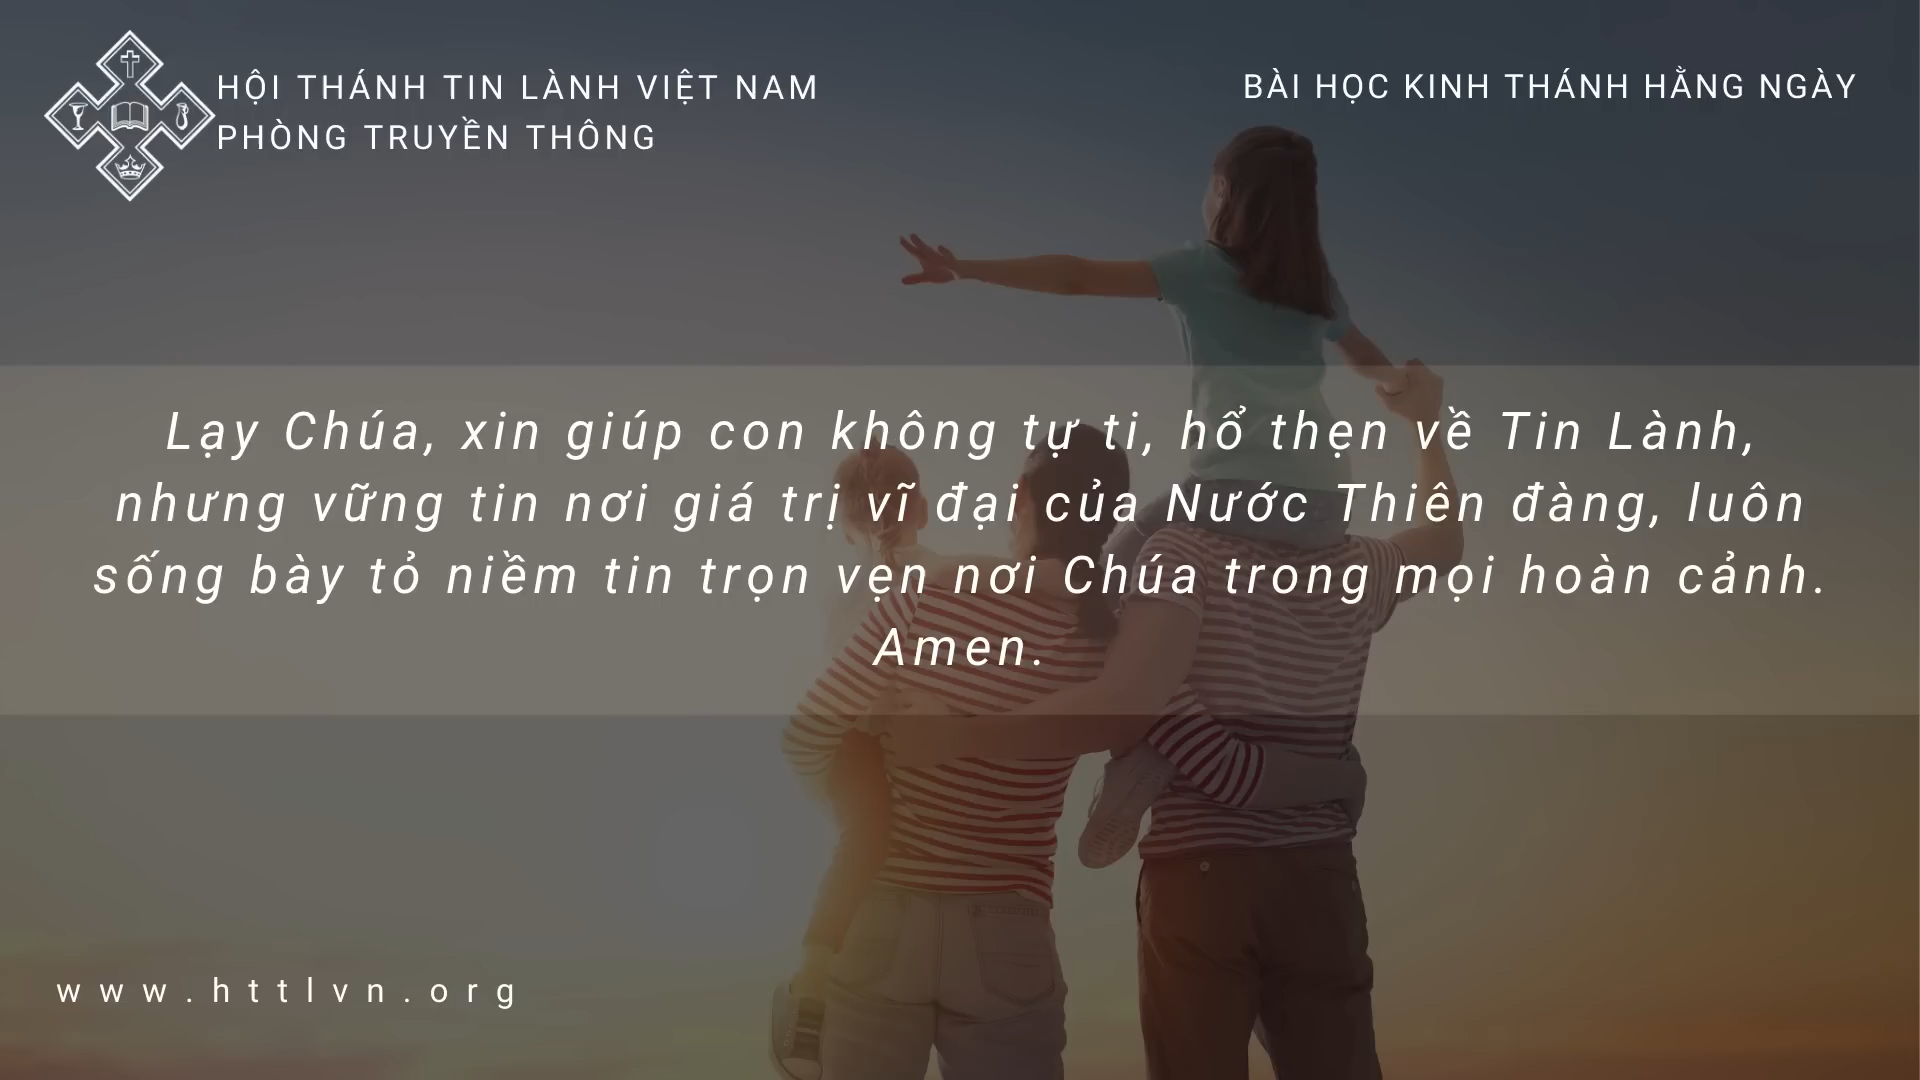 HỘI THÁNH TIN LÀNH VIỆT NAM
PHÒNG TRUYỀN THÔNG
BÀI HỌC KINH THÁNH HẰNG NGÀY
Lạy Chúa, xin giúp con không tự ti, hổ thẹn về Tin Lành,
nhưng vững tin nơi giá trị vĩ đại của Nước Thiên đàng, luôn
sống bày tỏ niềm tin trọn vẹn nơi Chúa trong mọi hoàn cảnh.
Amen.
www.httlvn.org